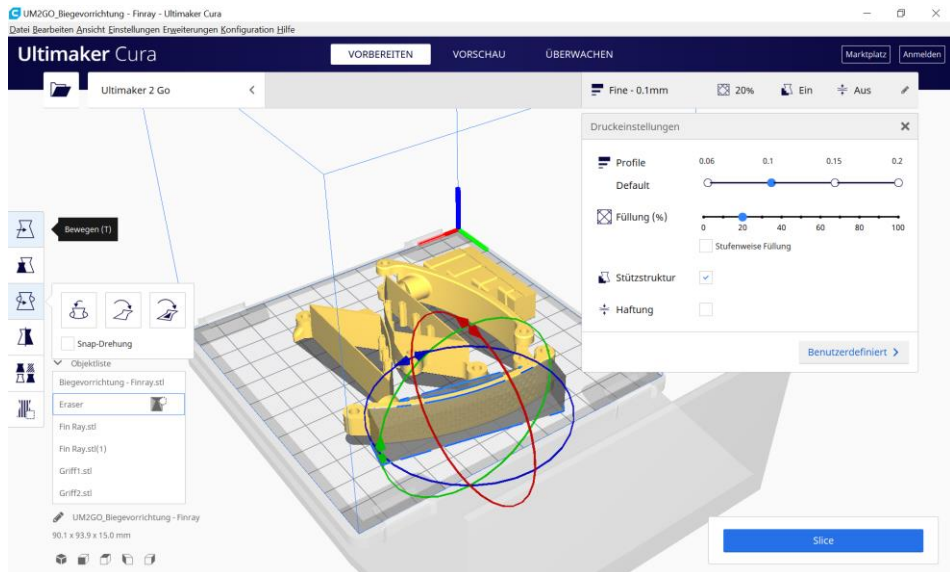 UM2GO_Biegevorrichtung - Finray - Ultimaker Cura
Datei Bearbeiten Ansicht Einstellungen Erweiterungen Konfiguration Hilfe
Ultimaker Cura
VORBEREITEN
VORSCHAU
ÜBERWACHEN
Marktplatz
Anmelden
Ultimaker 2 Go
Fine - 0.1mm
20%
Ein
Aus
Druckeinstellungen
Profile
0.06 0.1 0.15 0.2
Default
Füllung (%)
0 20 40 60 80 100
Stufenweise Füllung
Stützstruktur
Haftung
Benutzerdefiniert
Bewegen (T)
Snap-Drehung
Objektliste
Biegevorrichtung - Finray.stl
Eraser
Fin Ray.stl
Fin Ray.stl(1)
Griff1.stl
Griff2.stl
UM2GO_Biegevorrichtung - Finray
90.1 x 93.9 x 15.0 mm
Slice